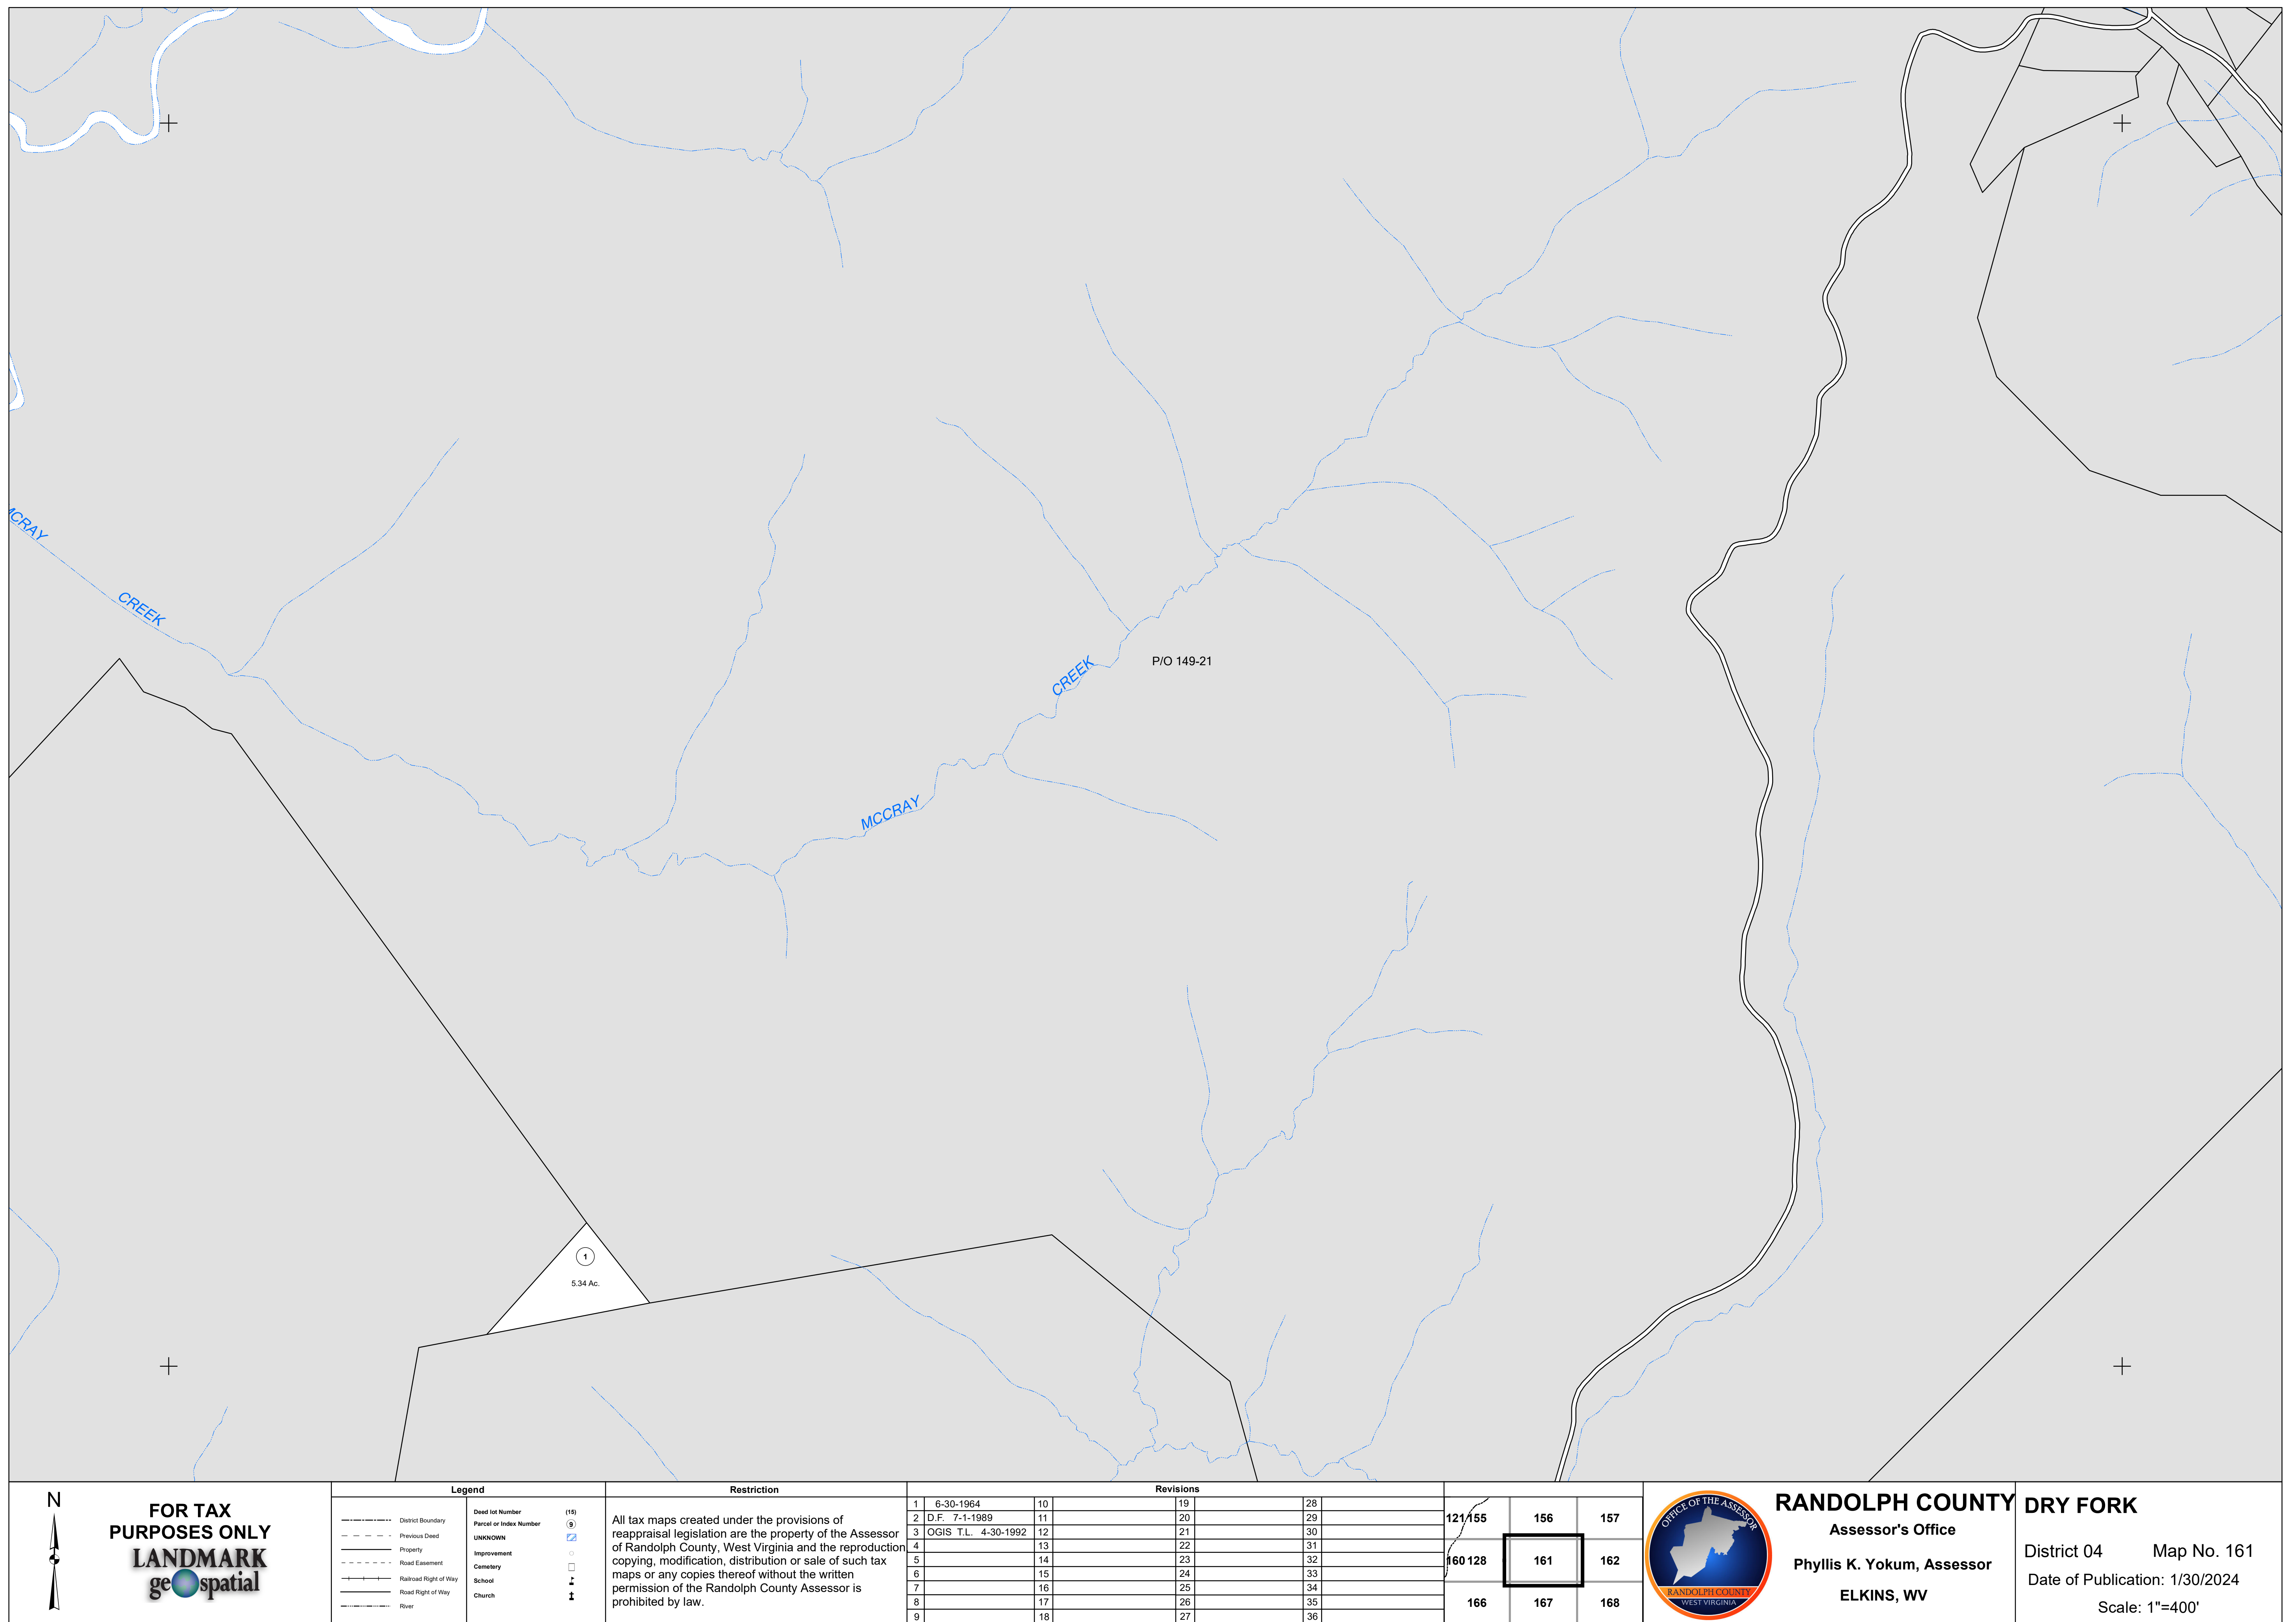 MCRAY
CREEK
CREEK
P/O 149-21
MCCRAY
1
5.34 Ac.
N
FOR TAX
PURPOSES ONLY
LANDMARK
geospatial
Legend
District Boundary
Previous Deed
Property
Road Easement
Railroad Right of Way
Road Right of Way
River
Deed lot Number (15)
Parcel or Index Number 9
UNKNOWN
Improvement
Cemetery
School
Church
Restriction
All tax maps created under the provisions of
reappraisal legislation are the property of the Assessor
of Randolph County, West Virginia and the reproduction,
copying, modification, distribution or sale of such tax
maps or any copies thereof without the written
permission of the Randolph County Assessor is
prohibited by law.
Revisions
1 6-30-1964 10 19 28
2 D.F. 7-1-1989 11 20 29
3 OGIS T.L. 4-30-1992 12 21 30
4 13 22 31
5 14 23 32
6 15 24 33
7 16 25 34
8 17 26 35
9 18 27 36
121 155 156 157
160 128 161 162
166 167 168
OFFICE OF THE ASSESSOR
RANDOLPH COUNTY
WEST VIRGINIA
RANDOLPH COUNTY
Assessor's Office
Phyllis K. Yokum, Assessor
ELKINS, WV
DRY FORK
District 04 Map No. 161
Date of Publication: 1/30/2024
Scale: 1"=400'